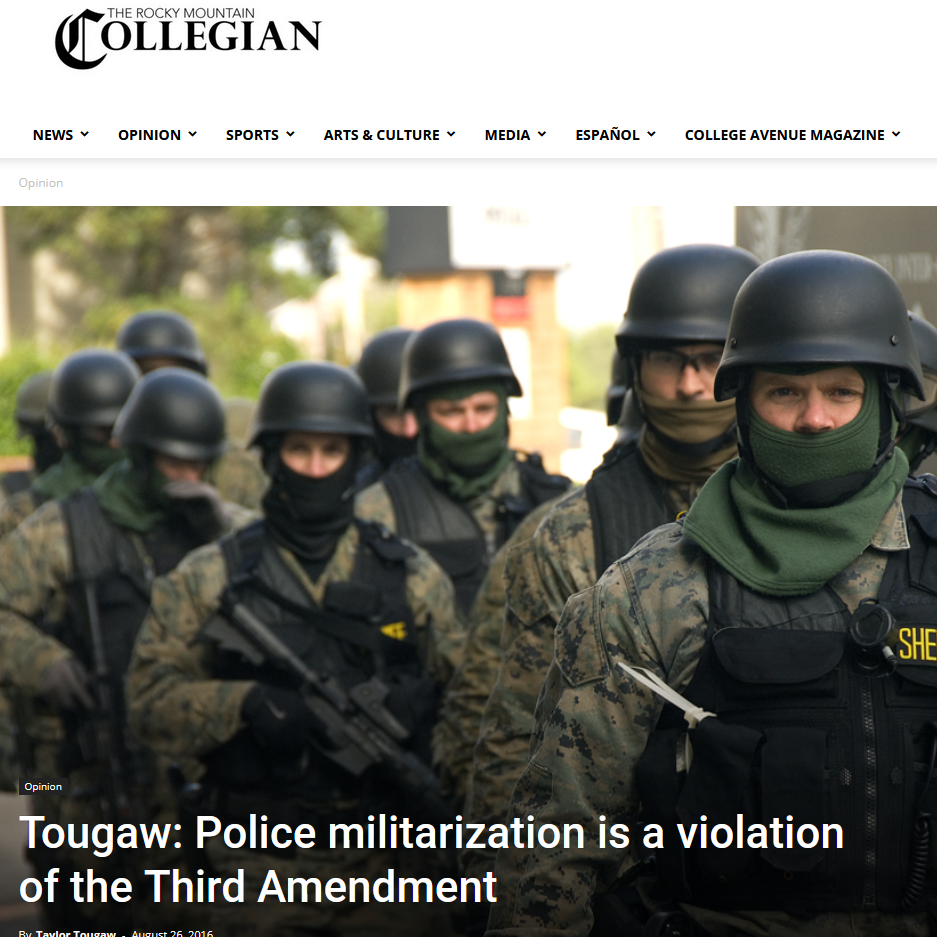 THE ROCKY MOUNTAIN
COLLEGIAN
NEWS OPINION SPORTS ARTS & CULTURE MEDIA ESPAÑOL COLLEGE AVENUE MAGAZINE
Opinion
SHE
Opinion
Tougaw: Police militarization is a violation
of the Third Amendment
By Taylor Tougaw - August 26, 2016